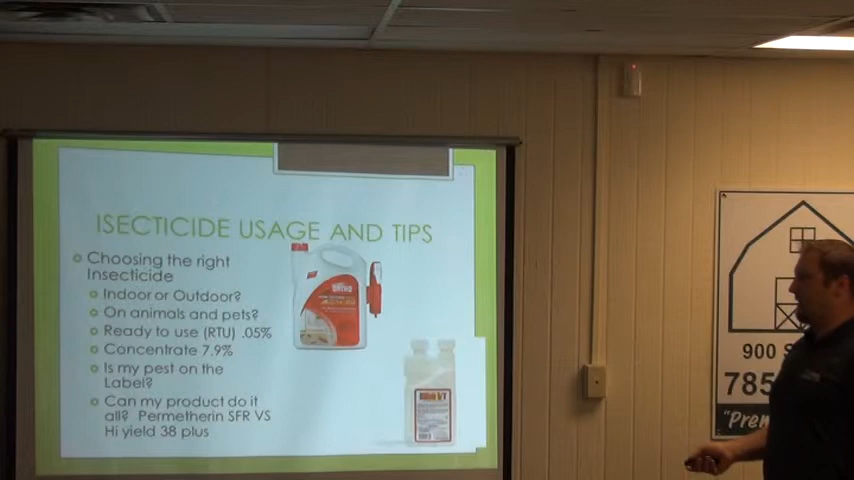 ISECTICIDE USAGE AND TIPS
Choosing the right
Insecticide
Indoor or Outdoor?
On animals and pets?
Ready to use (RTU) .05%
Concentrate 7.9%
Is my pest on the
Label?
Can my product do it
all? Permetherin SFR VS
Hi yield 38 plus
ORTHO
900 S
785
"Prem